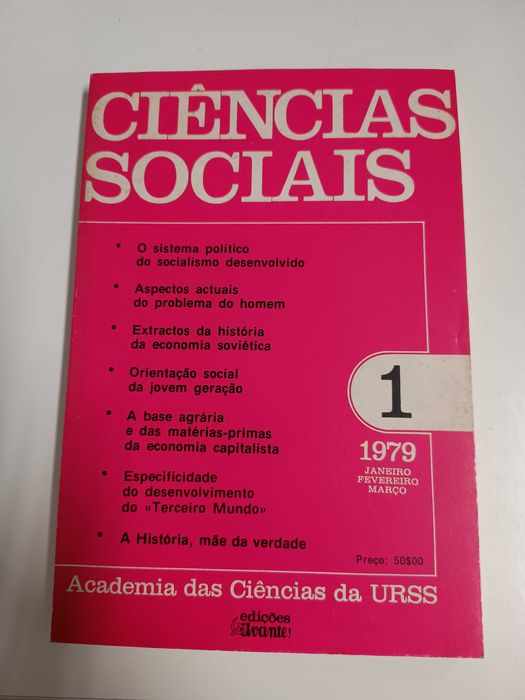 CIÊNCIAS
SOCIAIS
• O sistema político
do socialismo desenvolvido
• Aspectos actuais
do problema do homem
• Extractos da história
da economia soviética
• Orientação social
da jovem geração
• A base agrária
e das matérias-primas
da economia capitalista
• Especificidade
do desenvolvimento
do «Terceiro Mundo»
• A História, mãe da verdade
1
1979
JANEIRO
FEVEREIRO
MARÇO
Preço: 50$00
Academia das Ciências da URSS
edições
Avante!